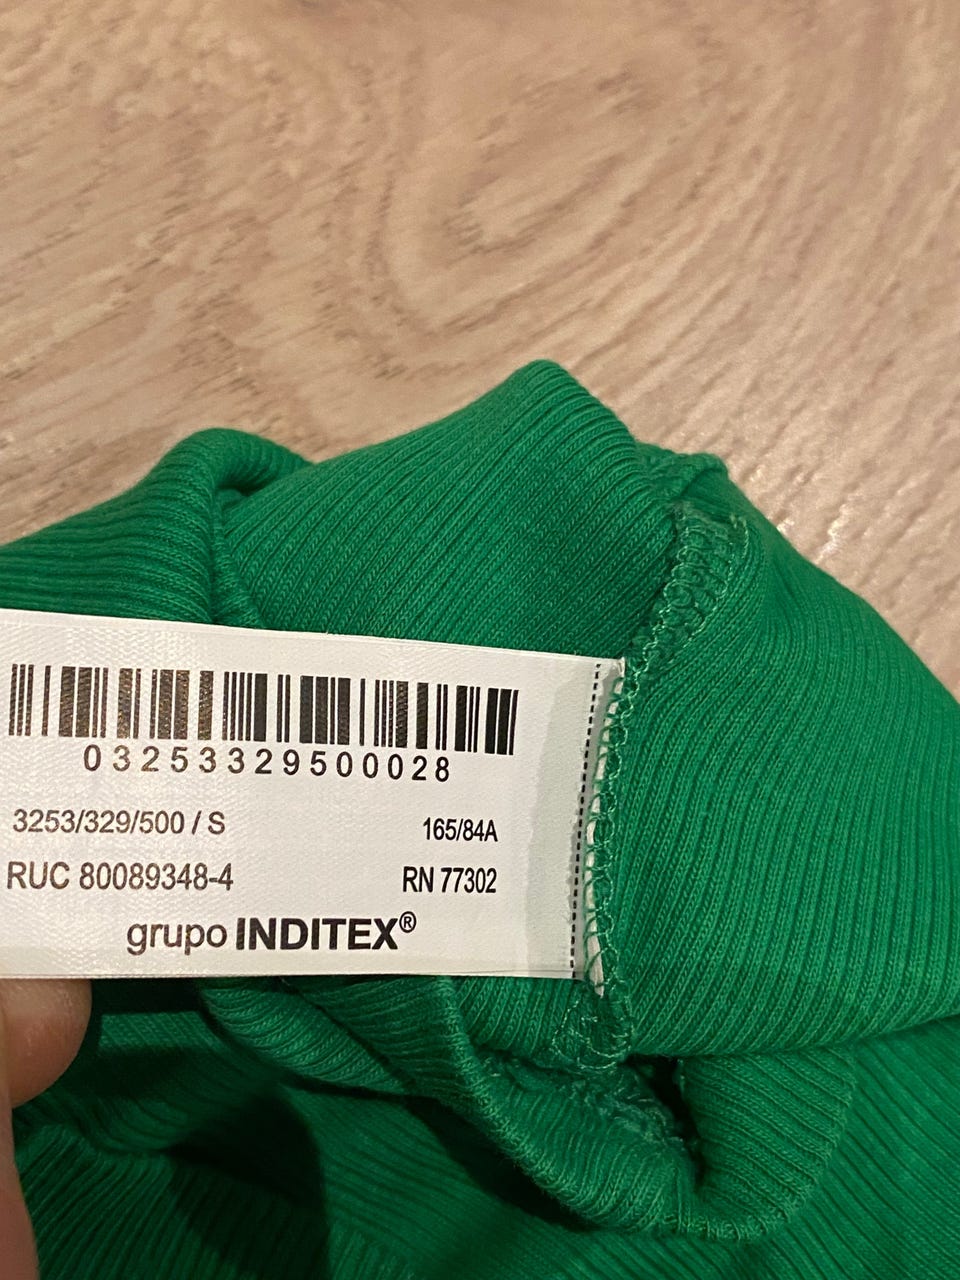 03253329500028
3253/329/500 / S 165/84A
RUC 80089348-4 RN 77302
grupo INDITEX®